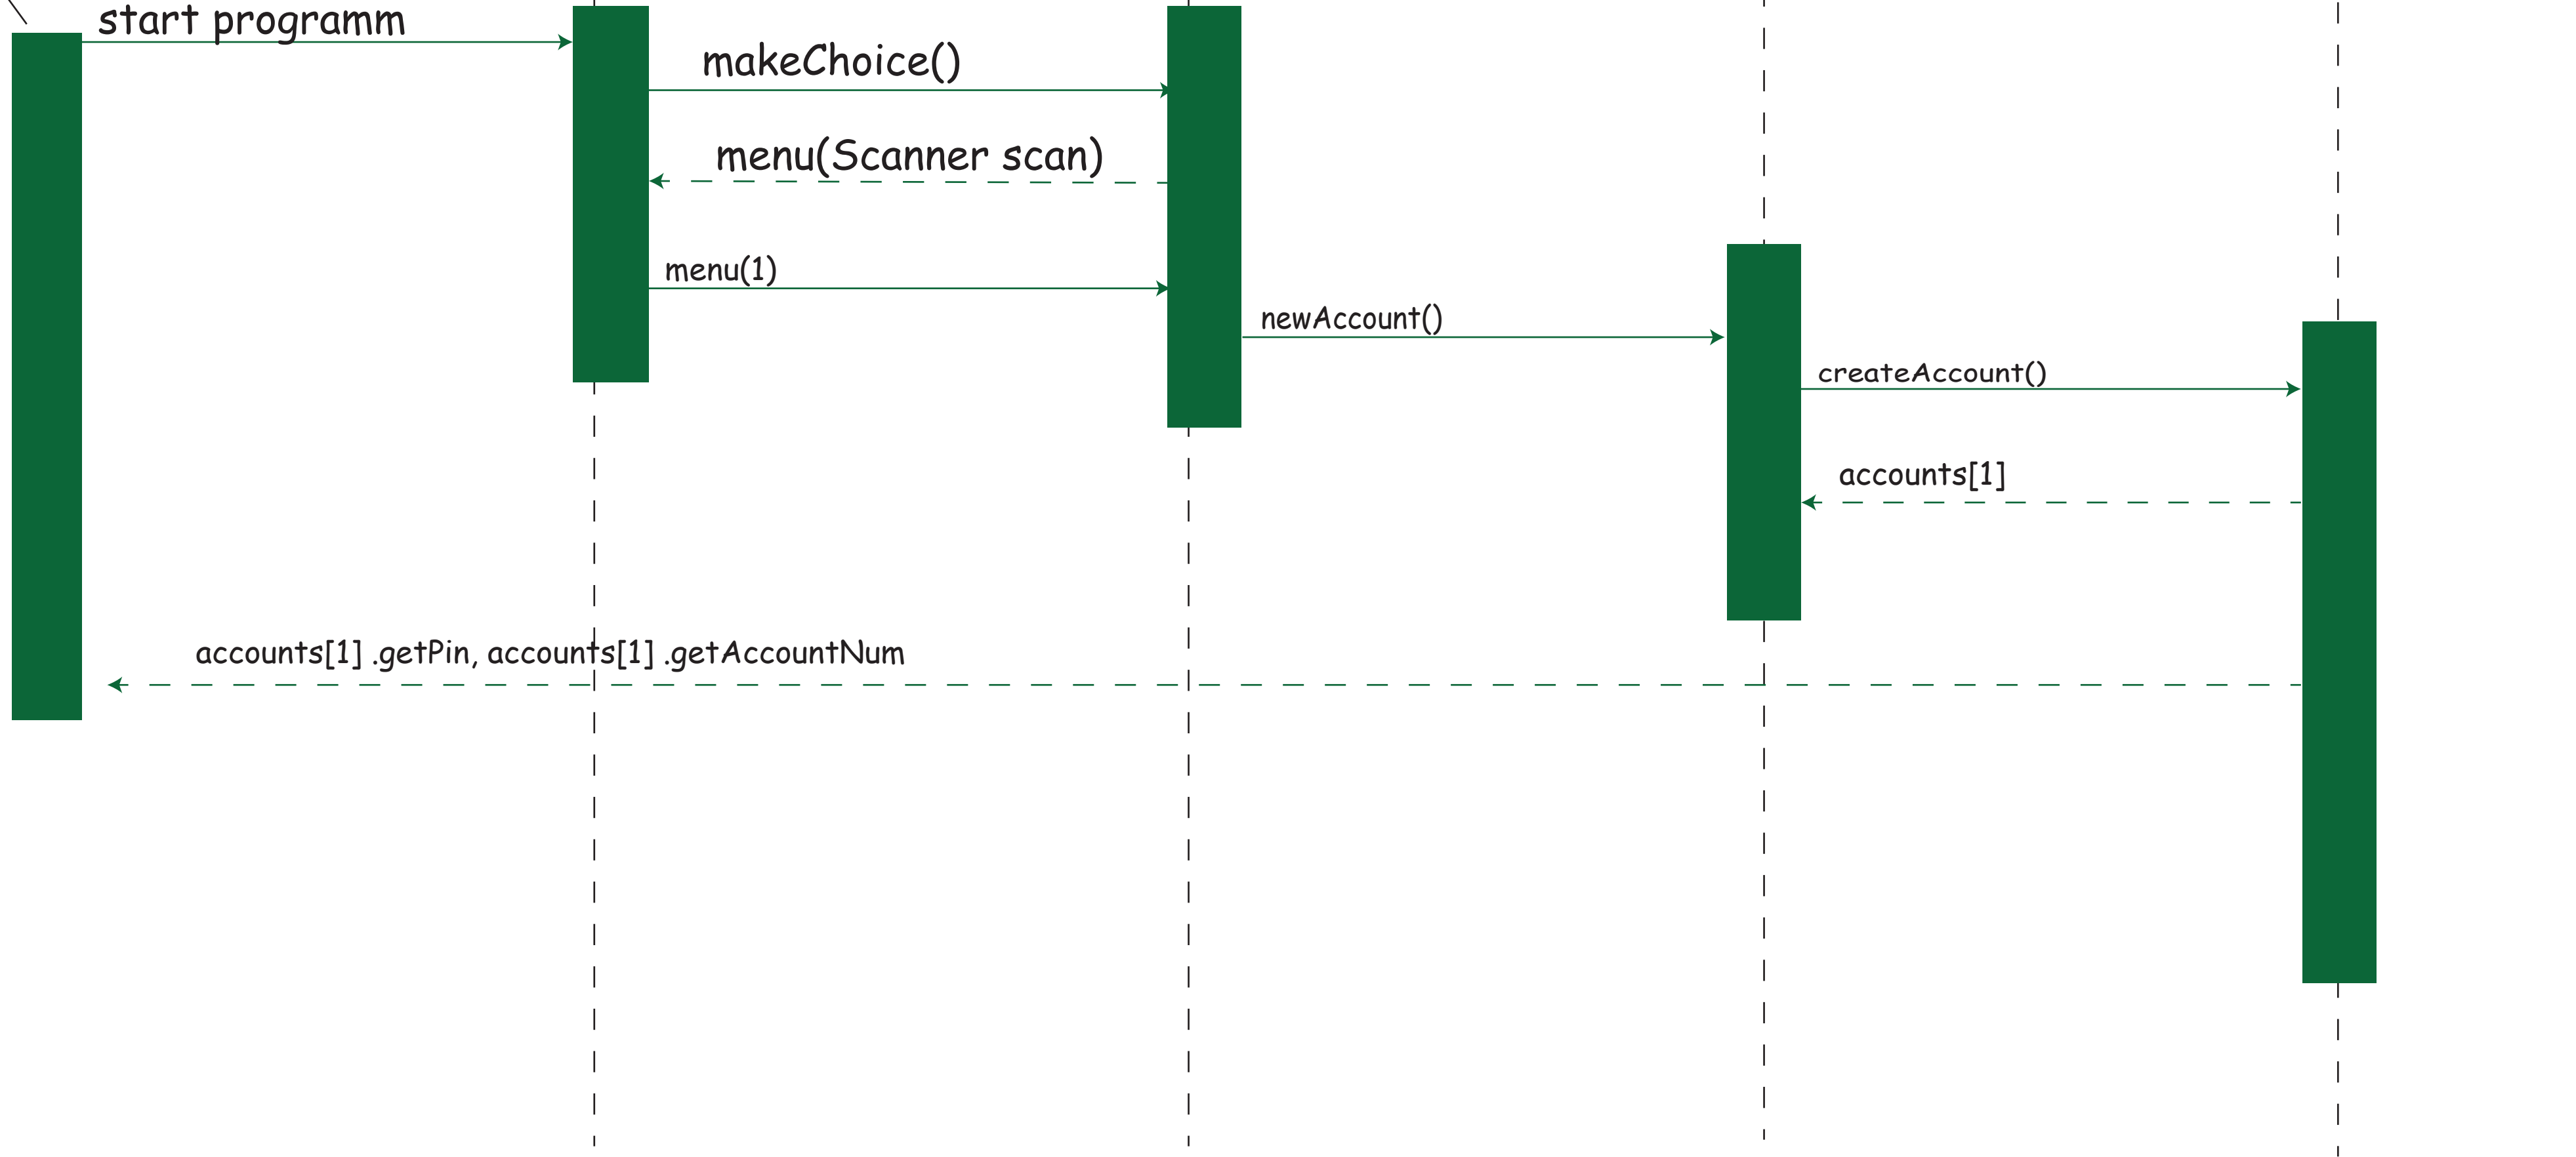 start programm
makeChoice()
menu(Scanner scan)
menu(1)
newAccount()
createAccount()
accounts[1]
accounts[1] .getPin, accounts[1] .getAccountNum